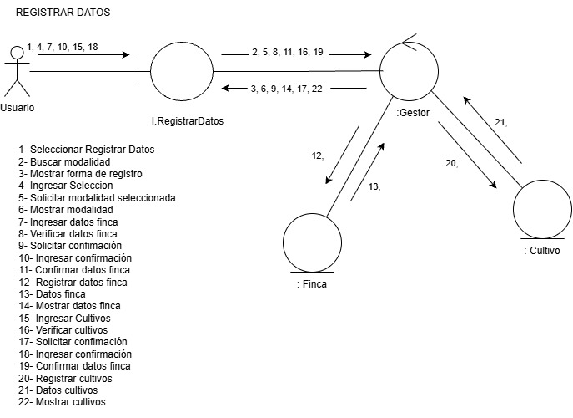 REGISTRAR DATOS
1, 4, 7, 10, 15, 18
2, 5, 8, 11, 16, 19
3, 6, 9, 14, 17, 22
Usuario
I.RegistrarDatos
:Gestor
12,
13,
20,
21,
: Finca
: Cultivo
1 Seleccionar Registrar Datos
2- Buscar modalidad
3- Mostrar forma de registro
4 Ingresar Seleccion
5- Solicitar modalidad seleccionada
6- Mostrar modalidad
7- Ingresar datos finca
8- Verificar datos finca
9- Solicitar confimación
10- Ingresar confirmación
11- Confirmar datos finca
12 Registrar datos finca
13- Datos finca
14- Mostrar datos finca
15 Ingresar Cultivos
16- Verificar cultivos
17- Solicitar confimación
18- Ingresar confirmación
19- Confirmar datos finca
20- Registrar cultivos
21- Datos cultivos
22- Mostrar cultivos